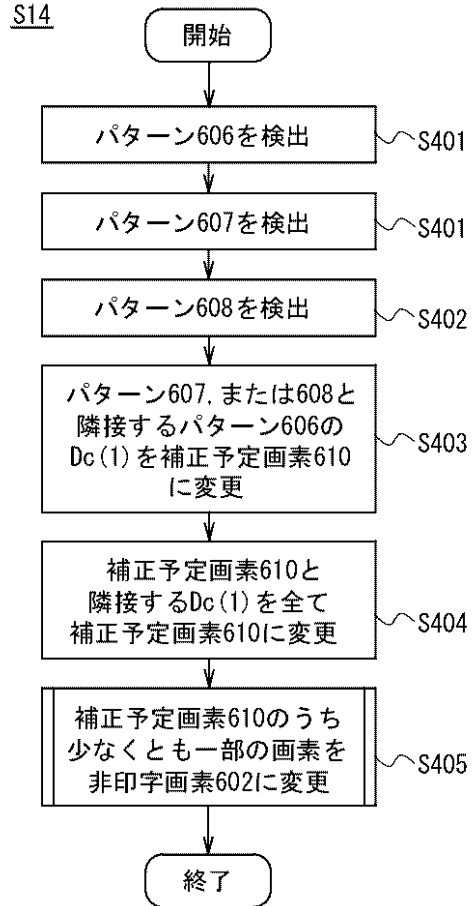 S14
開始
パターン606を検出
S401
パターン607を検出
S401
パターン608を検出
S402
パターン607, または608と
隣接するパターン606の
Dc(1)を補正予定画素610
に変更
S403
補正予定画素610と
隣接するDc(1)を全て
補正予定画素610に変更
S404
補正予定画素610のうち
少なくとも一部の画素を
非印字画素602に変更
S405
終了